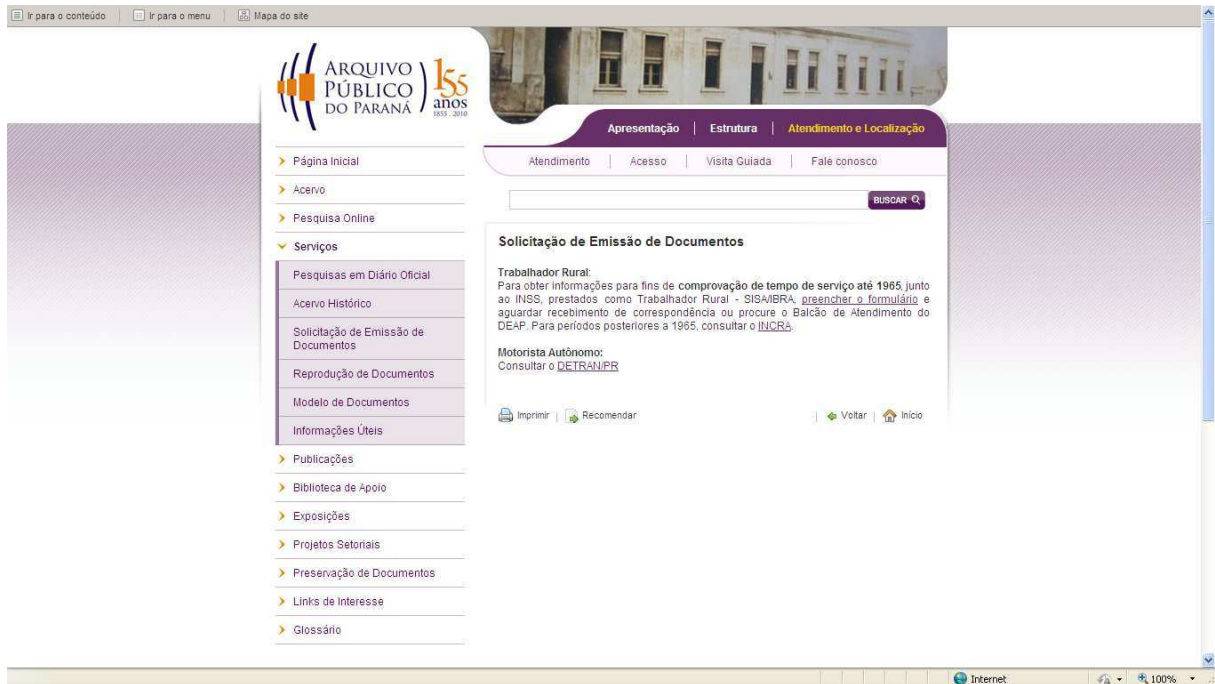 Ir para o conteúdo
Ir para o menu
Mapa do site
ARQUIVO
PÚBLICO
DO PARANÁ
155
anos
1855 . 2010
Apresentação | Estrutura | Atendimento e Localização
Atendimento | Acesso | Visita Guiada | Fale conosco
BUSCAR
Página Inicial
Acervo
Pesquisa Online
Serviços
Pesquisas em Diário Oficial
Acervo Histórico
Solicitação de Emissão de
Documentos
Reprodução de Documentos
Modelo de Documentos
Informações Úteis
Publicações
Biblioteca de Apoio
Exposições
Projetos Setoriais
Preservação de Documentos
Links de Interesse
Glossário
Solicitação de Emissão de Documentos
Trabalhador Rural:
Para obter informações para fins de comprovação de tempo de serviço até 1965, junto
ao INSS, prestados como Trabalhador Rural - SISA/IBRA, preencher o formulário e
aguardar recebimento de correspondência ou procure o Balcão de Atendimento do
DEAP. Para períodos posteriores a 1965, consultar o INCRA.
Motorista Autônomo:
Consultar o DETRAN/PR
Imprimir | Recomendar
| Voltar | Início
Internet
100%